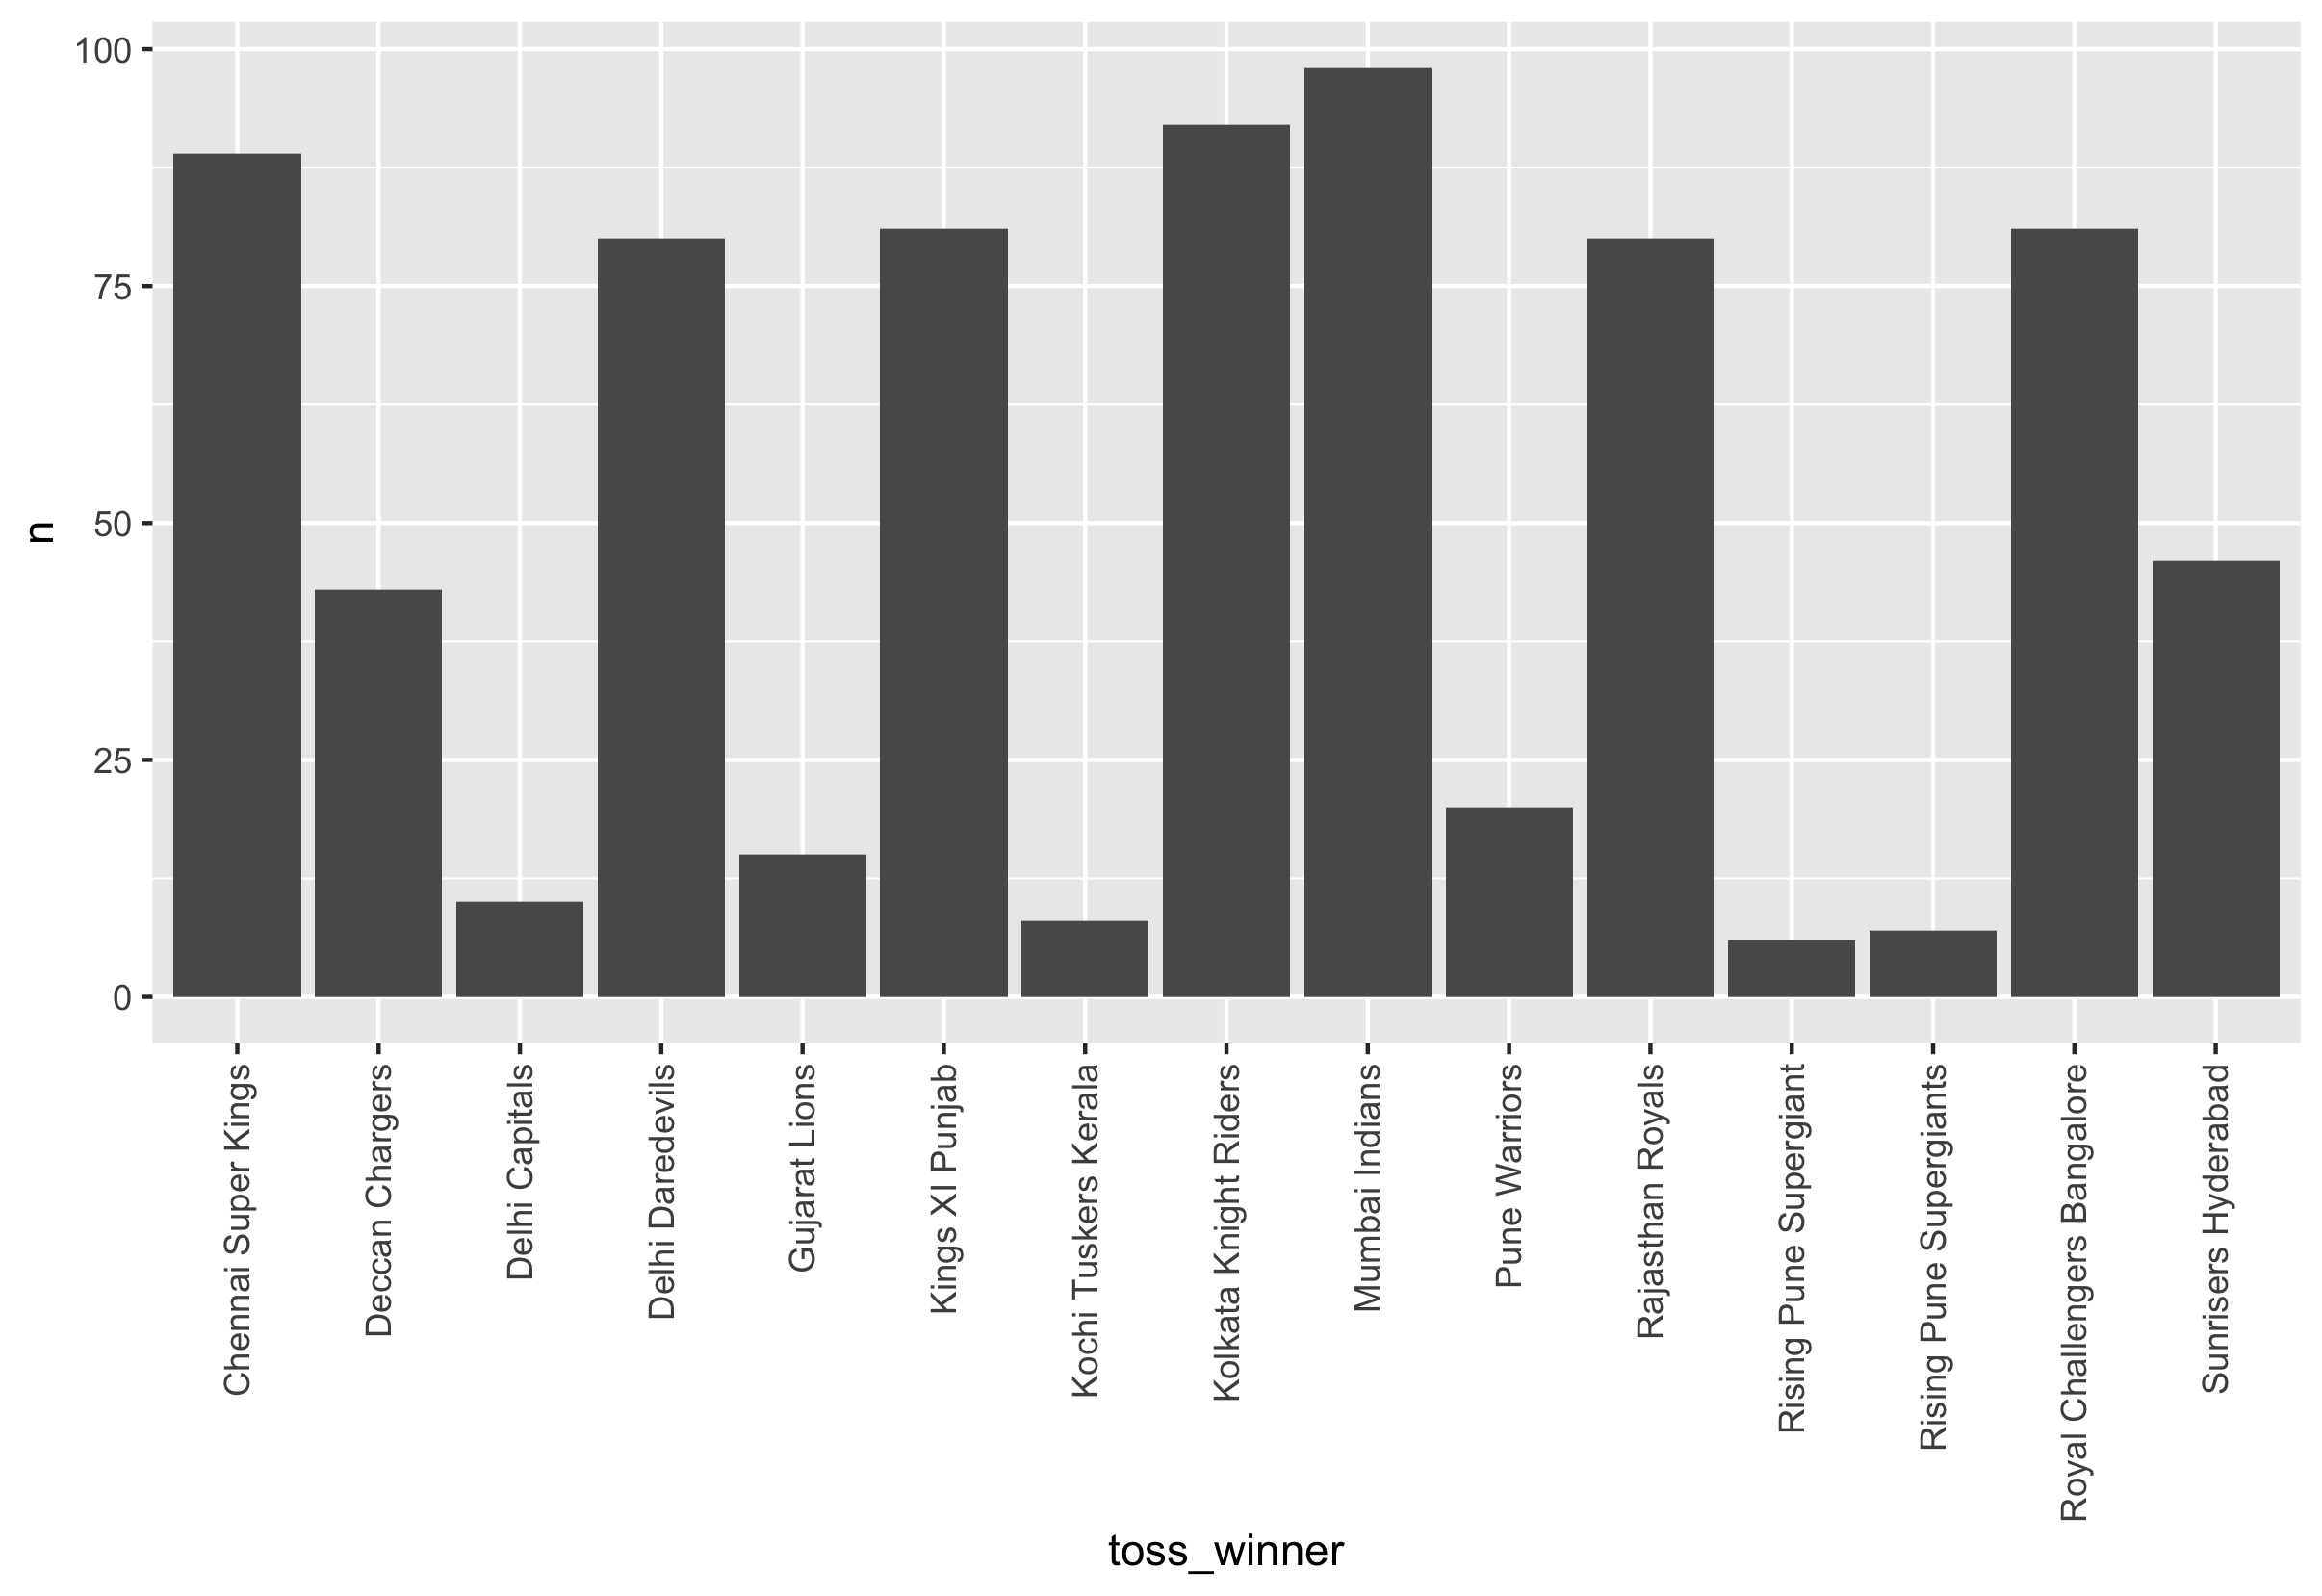 n
100
75
50
25
0
Chennai Super Kings
Deccan Chargers
Delhi Capitals
Delhi Daredevils
Gujarat Lions
Kings XI Punjab
Kochi Tuskers Kerala
Kolkata Knight Riders
Mumbai Indians
Pune Warriors
Rajasthan Royals
Rising Pune Supergiant
Rising Pune Supergiants
Royal Challengers Bangalore
Sunrisers Hyderabad
toss_winner